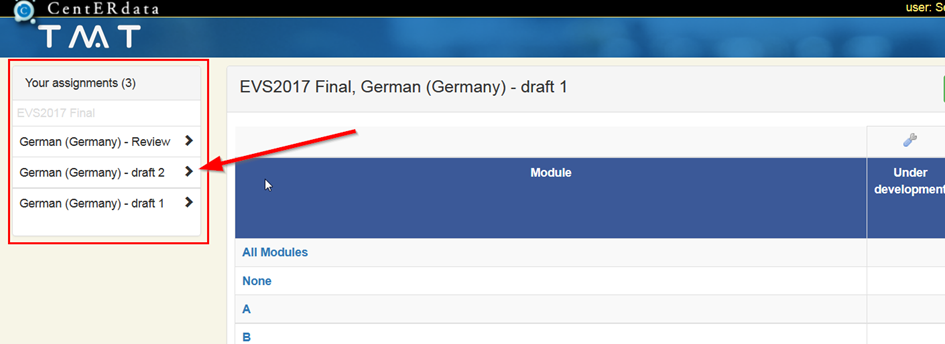 CentERdata
user: S
TMT
Your assignments (3)
EVS2017 Final
German (Germany) - Review
German (Germany) - draft 2
German (Germany) - draft 1
EVS2017 Final, German (Germany) - draft 1
Module
Under
development
All Modules
None
A
B